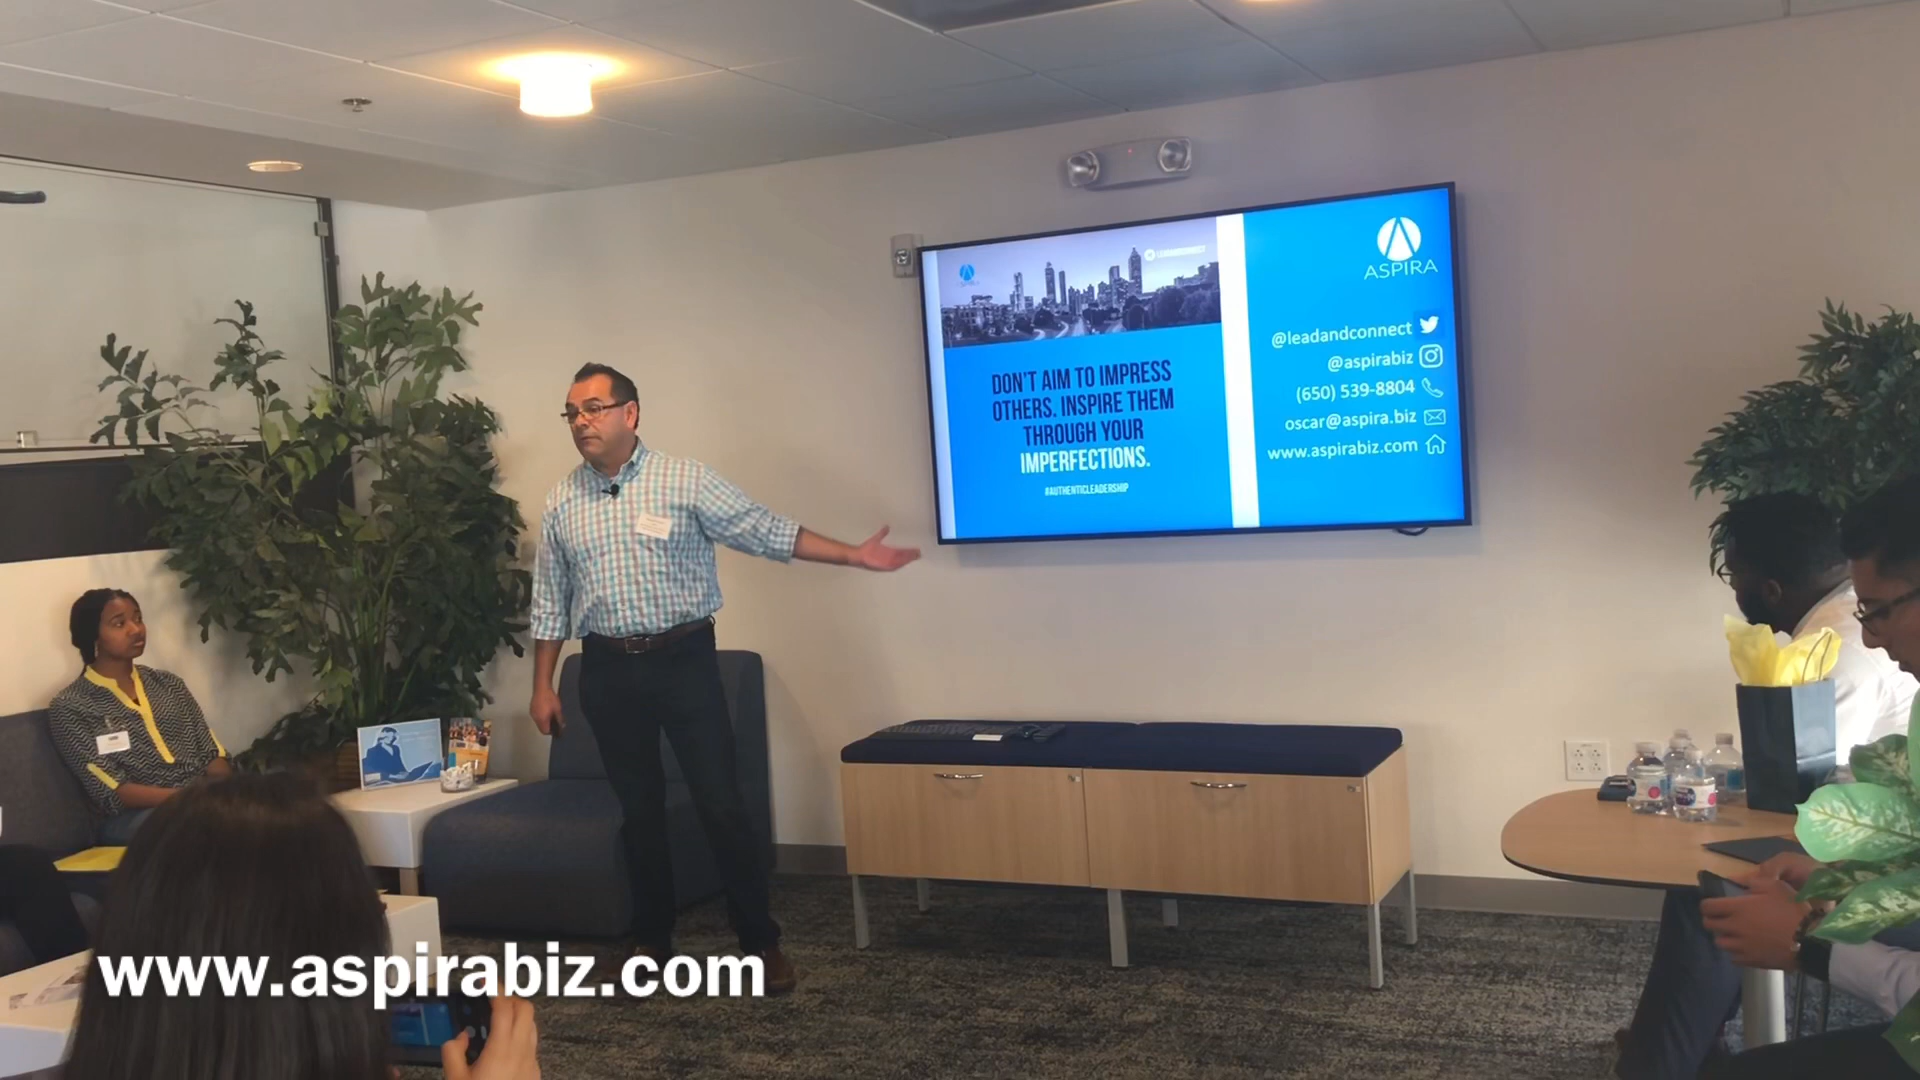 @LEADANDCONNECT
DON'T AIM TO IMPRESS
OTHERS. INSPIRE THEM
THROUGH YOUR
IMPERFECTIONS.
#AUTHENTICLEADERSHIP
ASPIRA
@leadandconnect
@aspirabiz
(650) 539-8804
oscar@aspira.biz
www.aspirabiz.com
www.aspirabiz.com